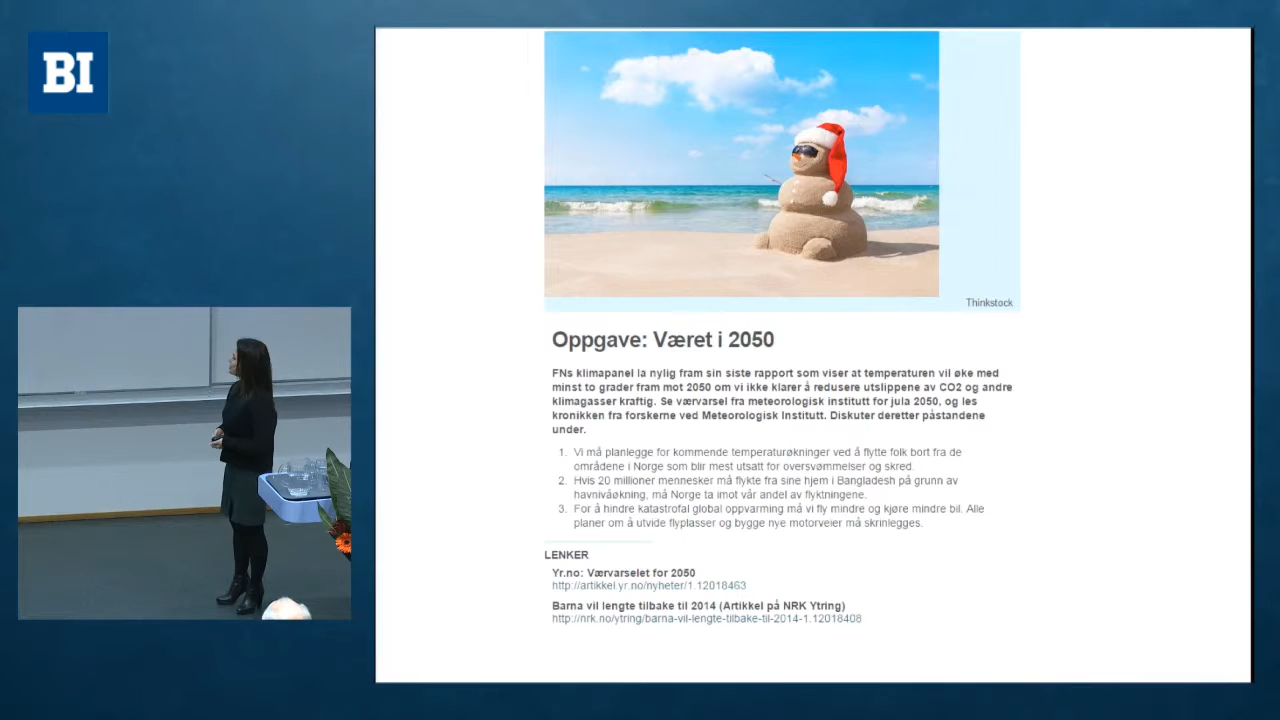 BI
Thinkstock
Oppgave: Været i 2050
FNs klimapanel la nylig fram sin siste rapport som viser at temperaturen vil øke med
minst to grader fram mot 2050 om vi ikke klarer å redusere utslippene av CO2 og andre
klimagasser kraftig. Se værvarsel fra meteorologisk institutt for jula 2050, og les
kronikken fra forskerne ved Meteorologisk Institutt. Diskuter deretter påstandene
under.
1. Vi må planlegge for kommende temperaturøkninger ved å flytte folk bort fra de
områdene i Norge som blir mest utsatt for oversvømmelser og skred.
2. Hvis 20 millioner mennesker må flykte fra sine hjem i Bangladesh på grunn av
havnivåøkning, må Norge ta imot vår andel av flyktningene.
3. For å hindre katastrofal global oppvarming må vi fly mindre og kjøre mindre bil. Alle
planer om å utvide flyplasser og bygge nye motorveier må skrinlegges.
LENKER
Yr.no: Værvarselet for 2050
http://artikkel.yr.no/nyheter/1.12018463
Barna vil lengte tilbake til 2014 (Artikkel på NRK Ytring)
http://nrk.no/ytring/barna-vil-lengte-tilbake-til-2014-1.12018408